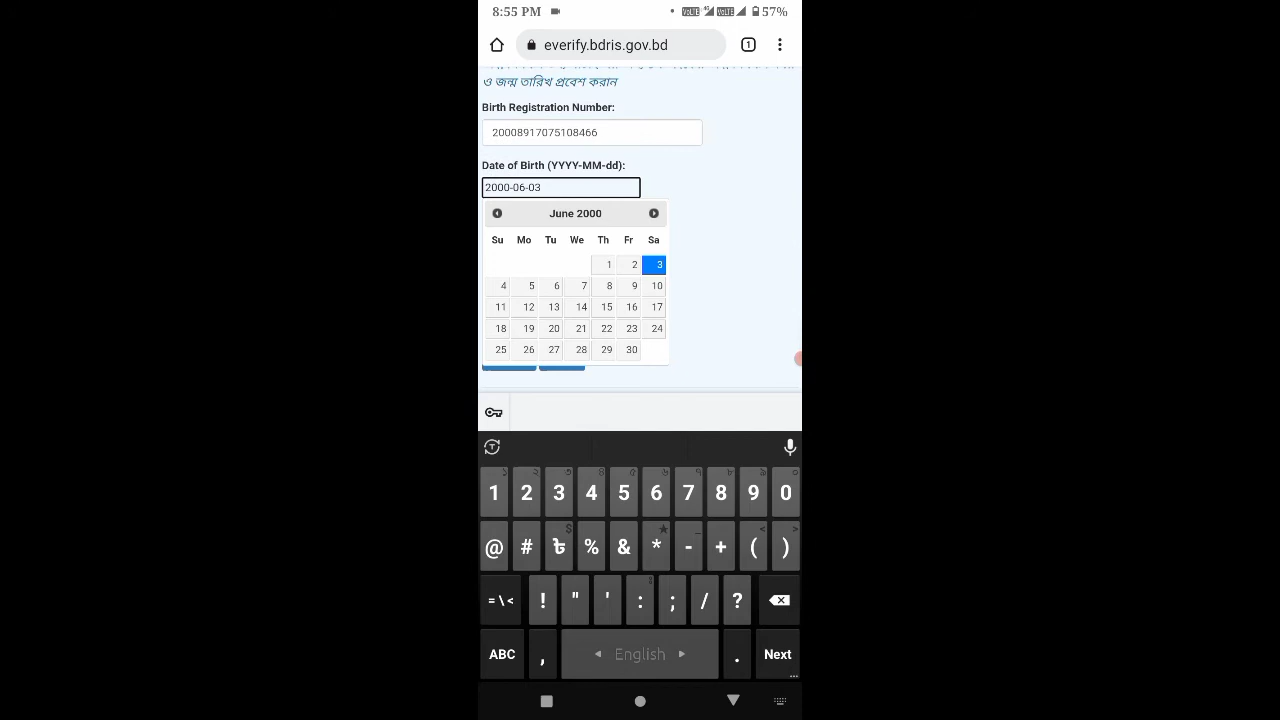 8:55 PM
57%
everify.bdris.gov.bd
1
ও জন্ম তারিখ প্রবেশ করান
Birth Registration Number:
20008917075108466
Date of Birth (YYYY-MM-dd):
2000-06-03
June 2000
Su Mo Tu We Th Fr Sa
1 2 3
4 5 6 7 8 9 10
11 12 13 14 15 16 17
18 19 20 21 22 23 24
25 26 27 28 29 30
1 2 3 4 5 6 7 8 9 0
@ # ৳ % & * - + ( )
= \ < ! " ' : ; / ?
ABC , English . Next